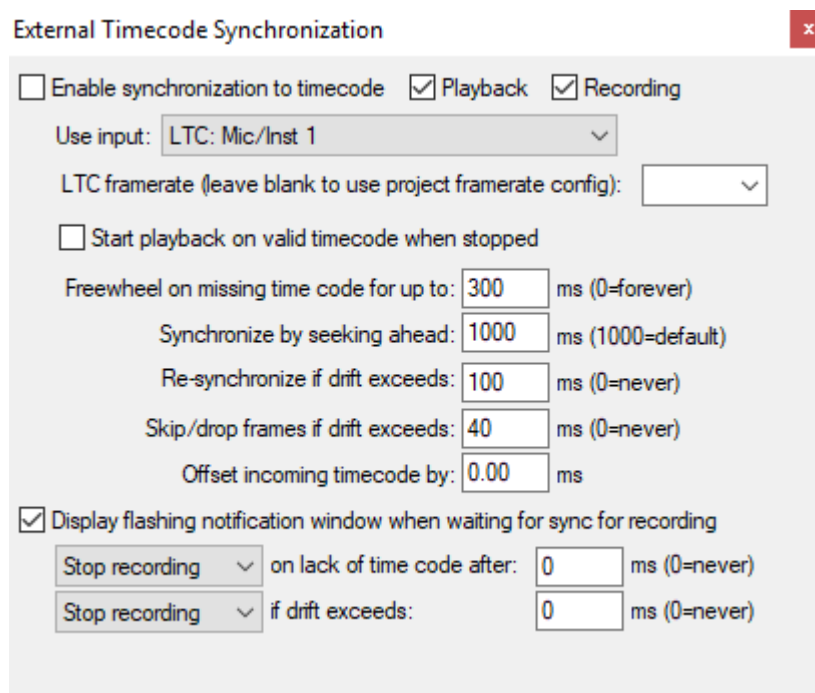 External Timecode Synchronization x
Enable synchronization to timecode Playback Recording
Use input: LTC: Mic/Inst 1
LTC framerate (leave blank to use project framerate config):
Start playback on valid timecode when stopped
Freewheel on missing time code for up to: 300 ms (0=forever)
Synchronize by seeking ahead: 1000 ms (1000=default)
Re-synchronize if drift exceeds: 100 ms (0=never)
Skip/drop frames if drift exceeds: 40 ms (0=never)
Offset incoming timecode by: 0.00 ms
Display flashing notification window when waiting for sync for recording
Stop recording on lack of time code after: 0 ms (0=never)
Stop recording if drift exceeds: 0 ms (0=never)